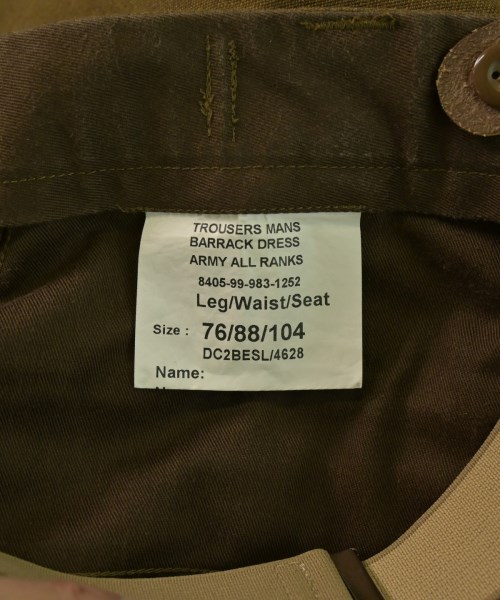 TROUSERS MANS
BARRACK DRESS
ARMY ALL RANKS
8405-99-983-1252
Leg/Waist/Seat
Size : 76/88/104
DC2BESL/4628
Name: